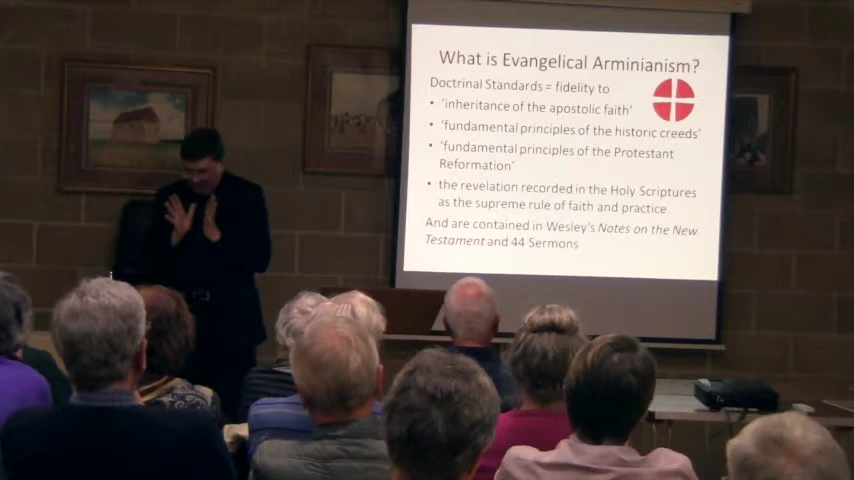 What is Evangelical Arminianism?
Doctrinal Standards = fidelity to
• 'inheritance of the apostolic faith'
• 'fundamental principles of the historic creeds'
• 'fundamental principles of the Protestant
Reformation'
• the revelation recorded in the Holy Scriptures
as the supreme rule of faith and practice
And are contained in Wesley's Notes on the New
Testament and 44 Sermons